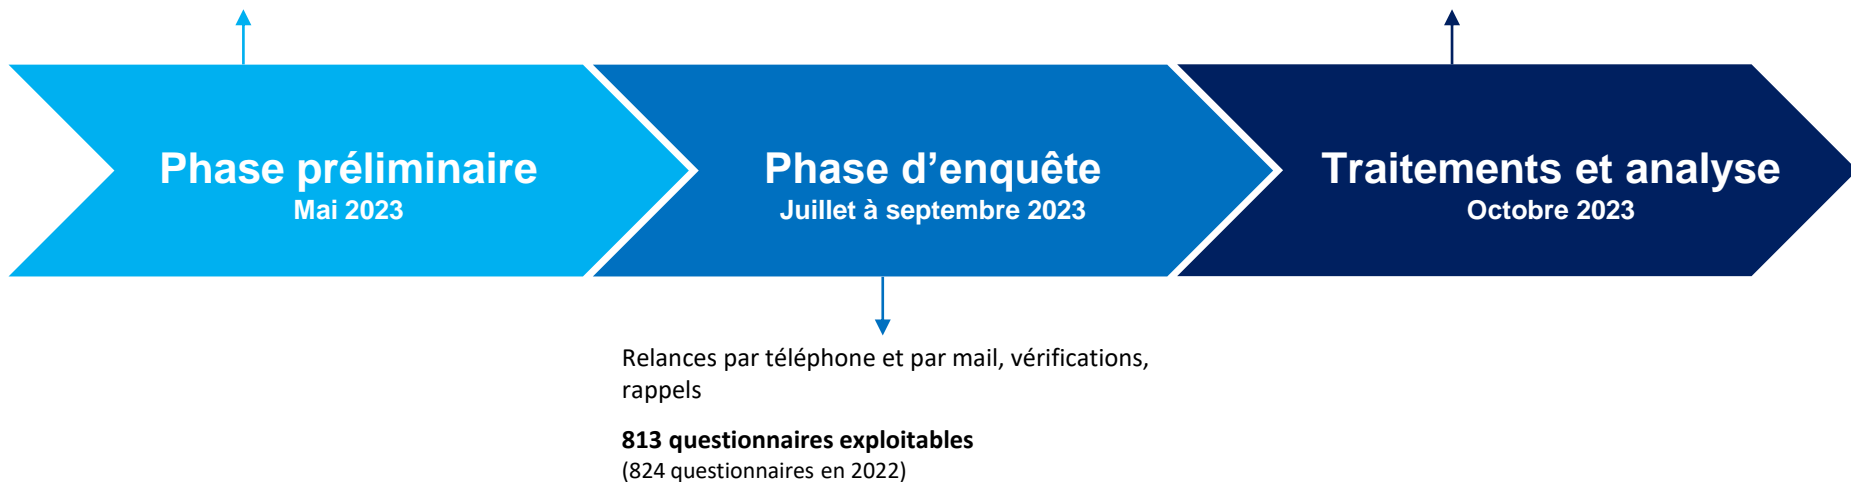 Phase préliminaire
Mai 2023
Phase d’enquête
Juillet à septembre 2023
Traitements et analyse
Octobre 2023
Relances par téléphone et par mail, vérifications,
rappels
813 questionnaires exploitables
(824 questionnaires en 2022)